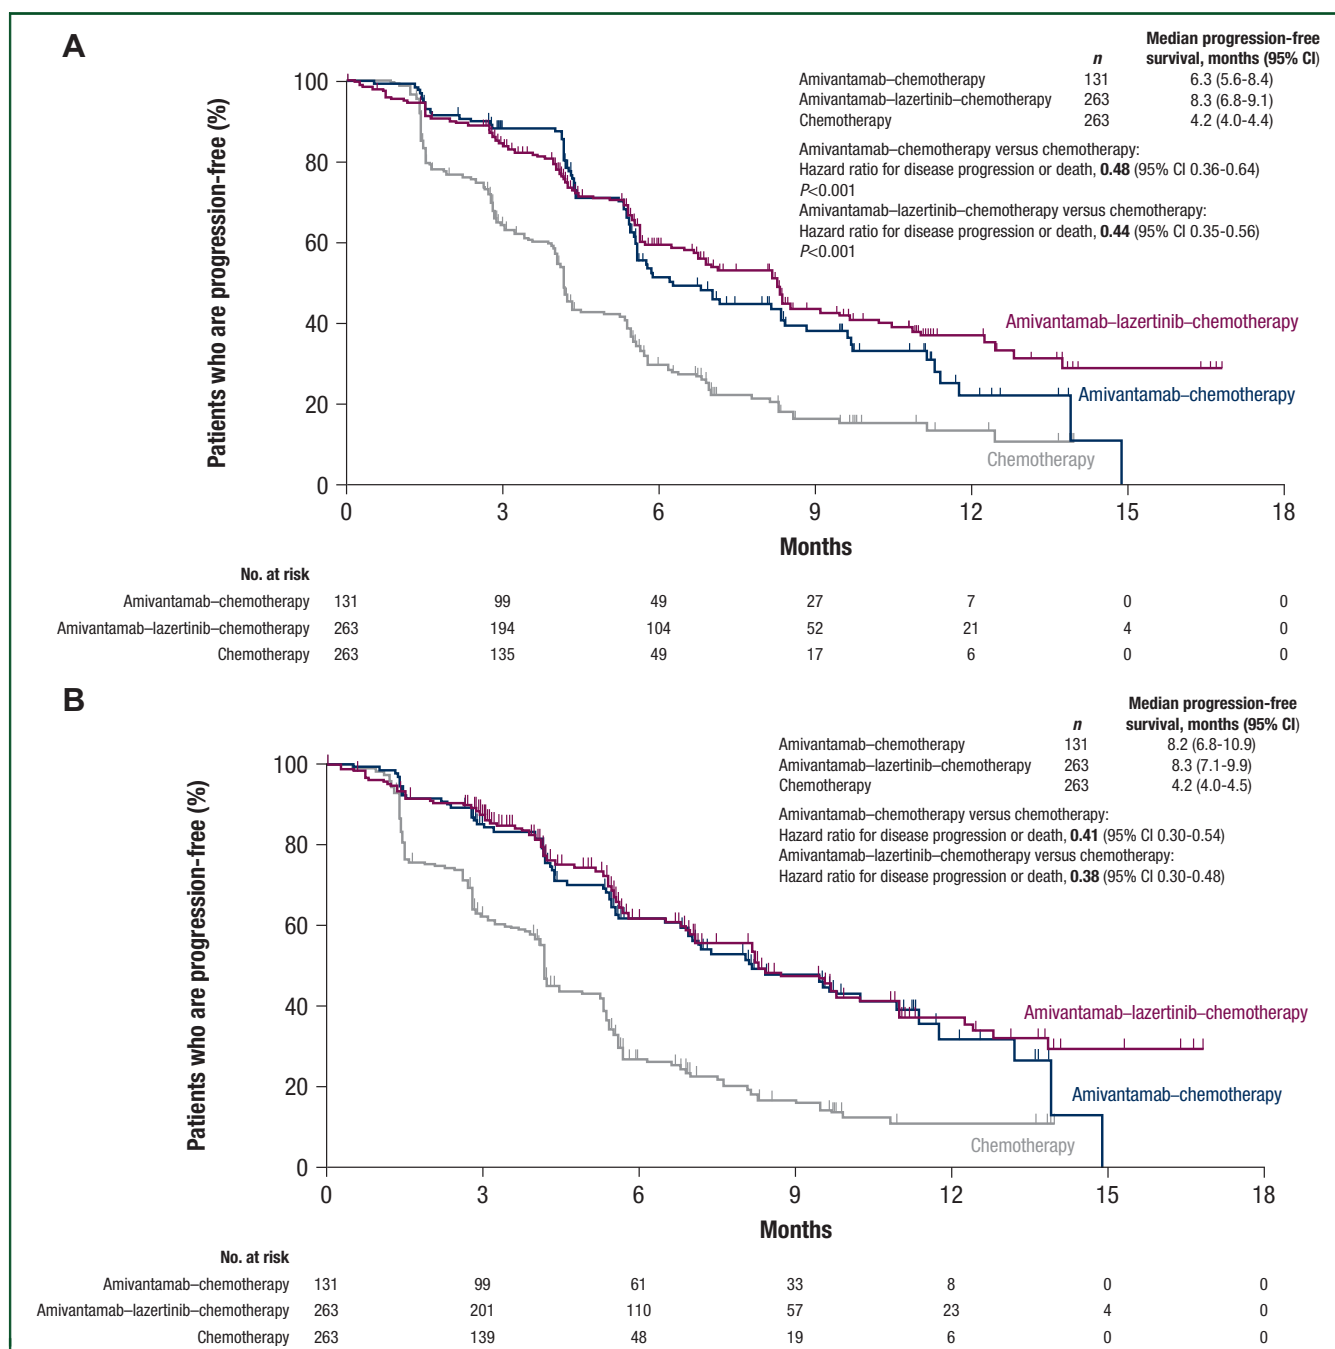 A
n
Median progression-free
survival, months (95% CI)
Amivantamab–chemotherapy 131 6.3 (5.6-8.4)
Amivantamab–lazertinib–chemotherapy 263 8.3 (6.8-9.1)
Chemotherapy 263 4.2 (4.0-4.4)
Amivantamab–chemotherapy versus chemotherapy:
Hazard ratio for disease progression or death, 0.48 (95% CI 0.36-0.64)
P<0.001
Amivantamab–lazertinib–chemotherapy versus chemotherapy:
Hazard ratio for disease progression or death, 0.44 (95% CI 0.35-0.56)
P<0.001
Patients who are progression-free (%)
100
80
60
40
20
0
Amivantamab–lazertinib–chemotherapy
Amivantamab–chemotherapy
Chemotherapy
0 3 6 9 12 15 18
Months
No. at risk
Amivantamab–chemotherapy 131 99 49 27 7 0 0
Amivantamab–lazertinib–chemotherapy 263 194 104 52 21 4 0
Chemotherapy 263 135 49 17 6 0 0
B
n
Median progression-free
survival, months (95% CI)
Amivantamab–chemotherapy 131 8.2 (6.8-10.9)
Amivantamab–lazertinib–chemotherapy 263 8.3 (7.1-9.9)
Chemotherapy 263 4.2 (4.0-4.5)
Amivantamab–chemotherapy versus chemotherapy:
Hazard ratio for disease progression or death, 0.41 (95% CI 0.30-0.54)
Amivantamab–lazertinib–chemotherapy versus chemotherapy:
Hazard ratio for disease progression or death, 0.38 (95% CI 0.30-0.48)
Patients who are progression-free (%)
100
80
60
40
20
0
Amivantamab–lazertinib–chemotherapy
Amivantamab–chemotherapy
Chemotherapy
0 3 6 9 12 15 18
Months
No. at risk
Amivantamab–chemotherapy 131 99 61 33 8 0 0
Amivantamab–lazertinib–chemotherapy 263 201 110 57 23 4 0
Chemotherapy 263 139 48 19 6 0 0